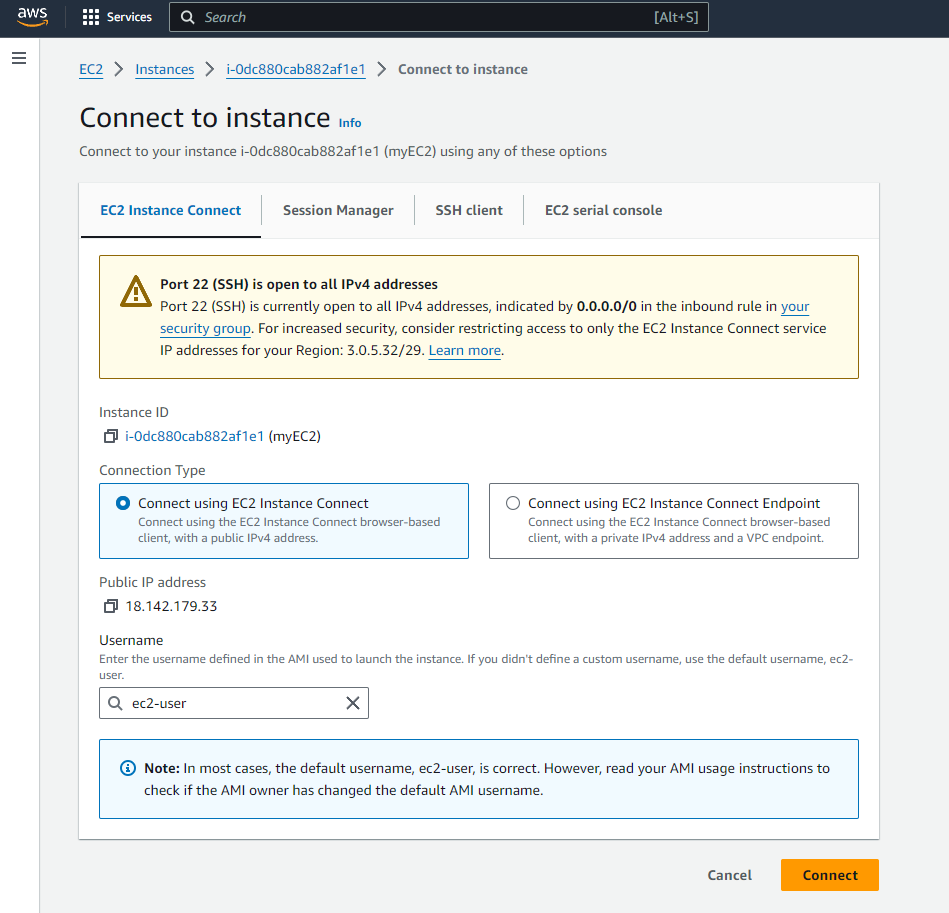 aws
Services
Search
[Alt+S]
EC2
Instances
i-0dc880cab882af1e1
Connect to instance
Connect to instance Info
Connect to your instance i-0dc880cab882af1e1 (myEC2) using any of these options
EC2 Instance Connect
Session Manager
SSH client
EC2 serial console
Port 22 (SSH) is open to all IPv4 addresses
Port 22 (SSH) is currently open to all IPv4 addresses, indicated by 0.0.0.0/0 in the inbound rule in your
security group. For increased security, consider restricting access to only the EC2 Instance Connect service
IP addresses for your Region: 3.0.5.32/29. Learn more.
Instance ID
i-0dc880cab882af1e1 (myEC2)
Connection Type
Connect using EC2 Instance Connect
Connect using the EC2 Instance Connect browser-based
client, with a public IPv4 address.
Connect using EC2 Instance Connect Endpoint
Connect using the EC2 Instance Connect browser-based
client, with a private IPv4 address and a VPC endpoint.
Public IP address
18.142.179.33
Username
Enter the username defined in the AMI used to launch the instance. If you didn't define a custom username, use the default username, ec2-
user.
ec2-user
Note: In most cases, the default username, ec2-user, is correct. However, read your AMI usage instructions to
check if the AMI owner has changed the default AMI username.
Cancel
Connect